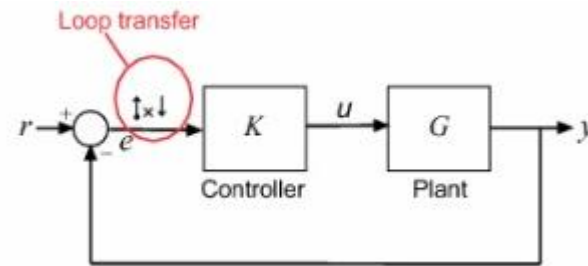 Loop transfer
r + − e ↕×↓ K u G y
Controller Plant